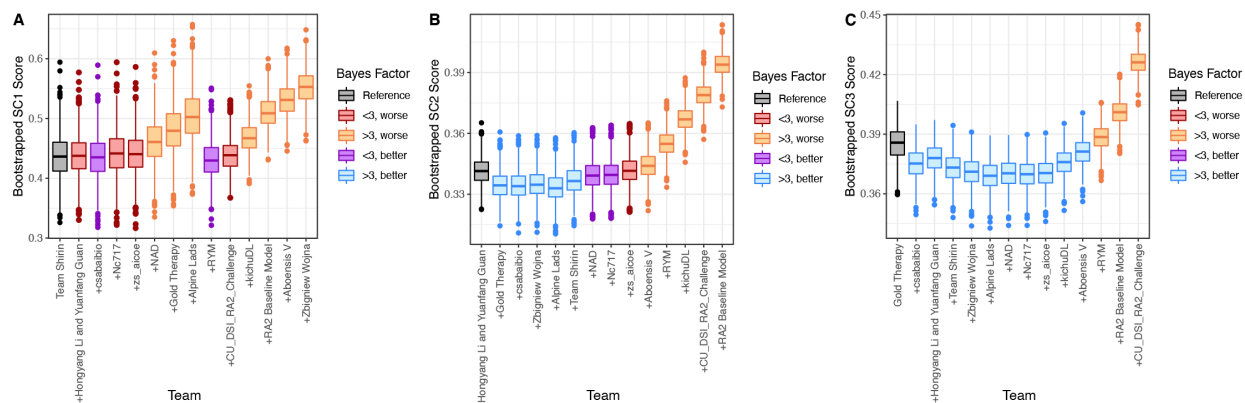 A
Bootstrapped SC1 Score
0.6
0.5
0.4
0.3
Team Shirin
+Hongyang Li and Yuanfang Guan
+csabaibio
+Nc717
+zs_aicoe
+NAD
+Gold Therapy
+Alpine Lads
+RYM
+CU_DSI_RA2_Challenge
+kichuDL
+RA2 Baseline Model
+Aboensis V
+Zbigniew Wojna
Team
Bayes Factor
Reference
<3, worse
>3, worse
<3, better
>3, better
B
Bootstrapped SC2 Score
0.39
0.36
0.33
Hongyang Li and Yuanfang Guan
+Gold Therapy
+csabaibio
+Zbigniew Wojna
+Alpine Lads
+Team Shirin
+NAD
+Nc717
+zs_aicoe
+Aboensis V
+RYM
+kichuDL
+CU_DSI_RA2_Challenge
+RA2 Baseline Model
Team
Bayes Factor
Reference
<3, worse
>3, worse
<3, better
>3, better
C
Bootstrapped SC3 Score
0.45
0.42
0.39
0.36
Gold Therapy
+csabaibio
+Hongyang Li and Yuanfang Guan
+Team Shirin
+Zbigniew Wojna
+Alpine Lads
+NAD
+Nc717
+zs_aicoe
+kichuDL
+Aboensis V
+RYM
+RA2 Baseline Model
+CU_DSI_RA2_Challenge
Team
Bayes Factor
Reference
<3, worse
>3, worse
<3, better
>3, better